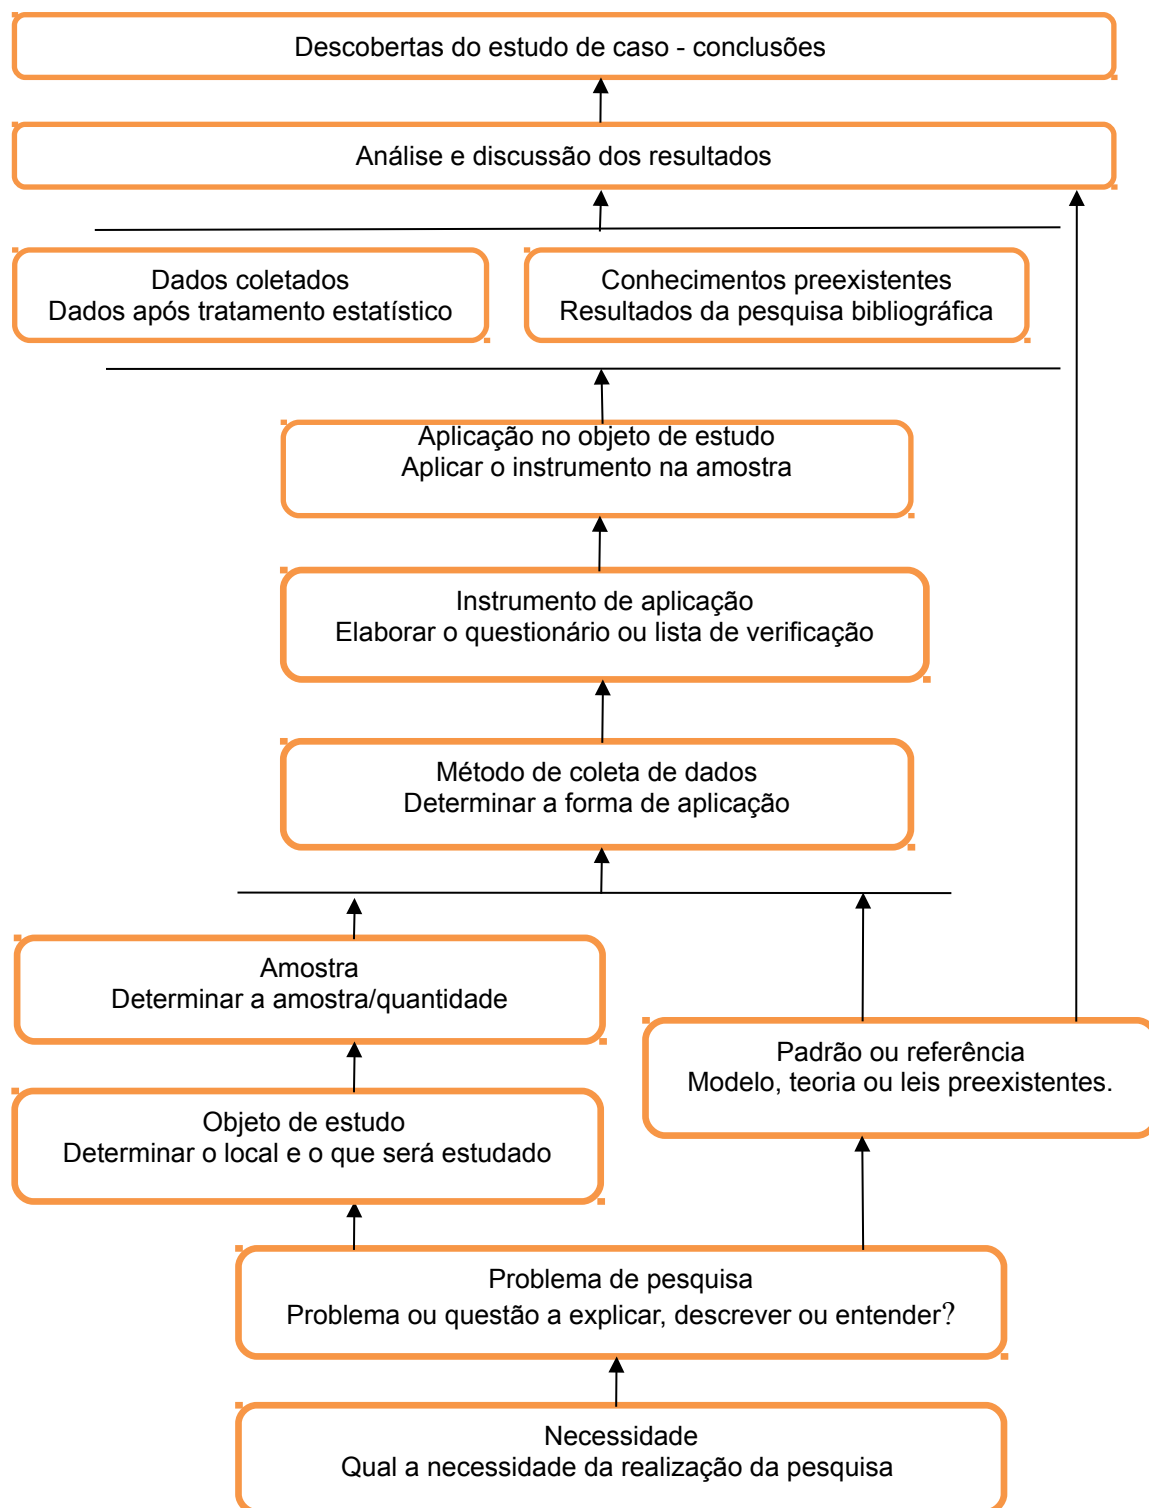 Descobertas do estudo de caso - conclusões
Análise e discussão dos resultados
Dados coletados
Dados após tratamento estatístico
Conhecimentos preexistentes
Resultados da pesquisa bibliográfica
Aplicação no objeto de estudo
Aplicar o instrumento na amostra
Instrumento de aplicação
Elaborar o questionário ou lista de verificação
Método de coleta de dados
Determinar a forma de aplicação
Amostra
Determinar a amostra/quantidade
Padrão ou referência
Modelo, teoria ou leis preexistentes.
Objeto de estudo
Determinar o local e o que será estudado
Problema de pesquisa
Problema ou questão a explicar, descrever ou entender?
Necessidade
Qual a necessidade da realização da pesquisa